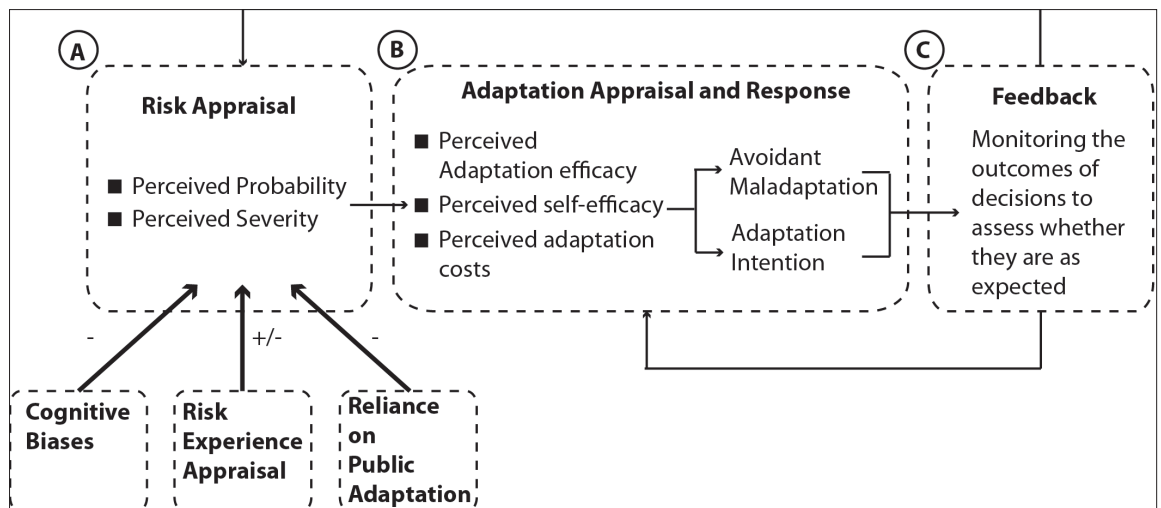 A
Risk Appraisal
■ Perceived Probability
■ Perceived Severity
B
Adaptation Appraisal and Response
■ Perceived
Adaptation efficacy
■ Perceived self-efficacy
■ Perceived adaptation
costs
Avoidant
Maladaptation
Adaptation
Intention
C
Feedback
Monitoring the
outcomes of
decisions to
assess whether
they are as
expected
-
+/-
-
Cognitive
Biases
Risk
Experience
Appraisal
Reliance
on
Public
Adaptation